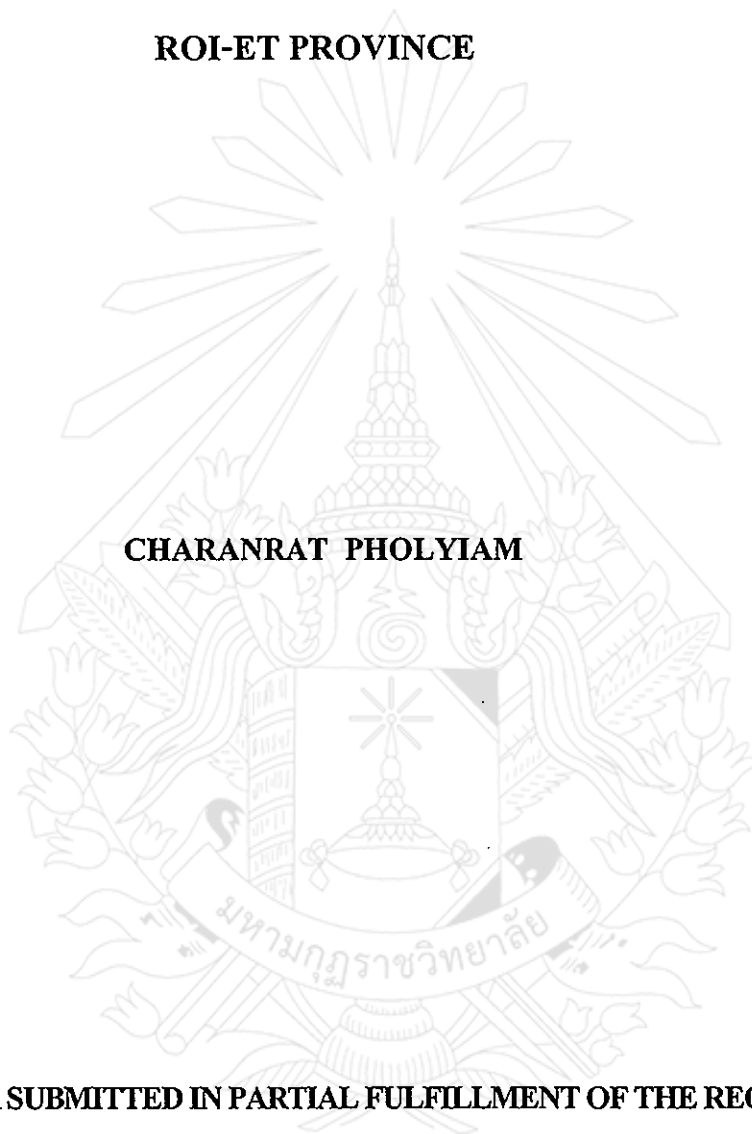 ROI-ET PROVINCE
CHARANRAT PHOLYIAM
มหามกุฏราชวิทยาลัย
SUBMITTED IN PARTIAL FULFILLMENT OF THE